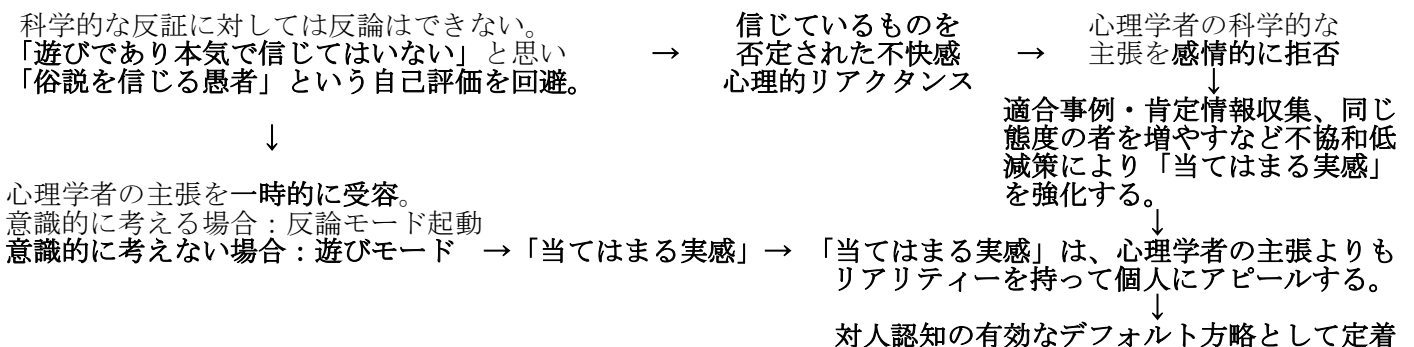 科学的な反証に対しては反論はできない。
「遊びであり本気で信じてはいない」と思い
「俗説を信じる愚者」という自己評価を回避。
→
信じているものを
否定された不快感
心理的リアクタンス
→
心理学者の科学的な
主張を感情的に拒否
↓
適合事例・肯定情報収集、同じ
態度の者を増やすなど不協和低
減策により「当てはまる実感」
を強化する。
↓
↓
心理学者の主張を一時的に受容。
意識的に考える場合：反論モード起動
意識的に考えない場合：遊びモード →「当てはまる実感」→ 「当てはまる実感」は、心理学者の主張よりも
リアリティーを持って個人にアピールする。
↓
対人認知の有効なデフォルト方略として定着